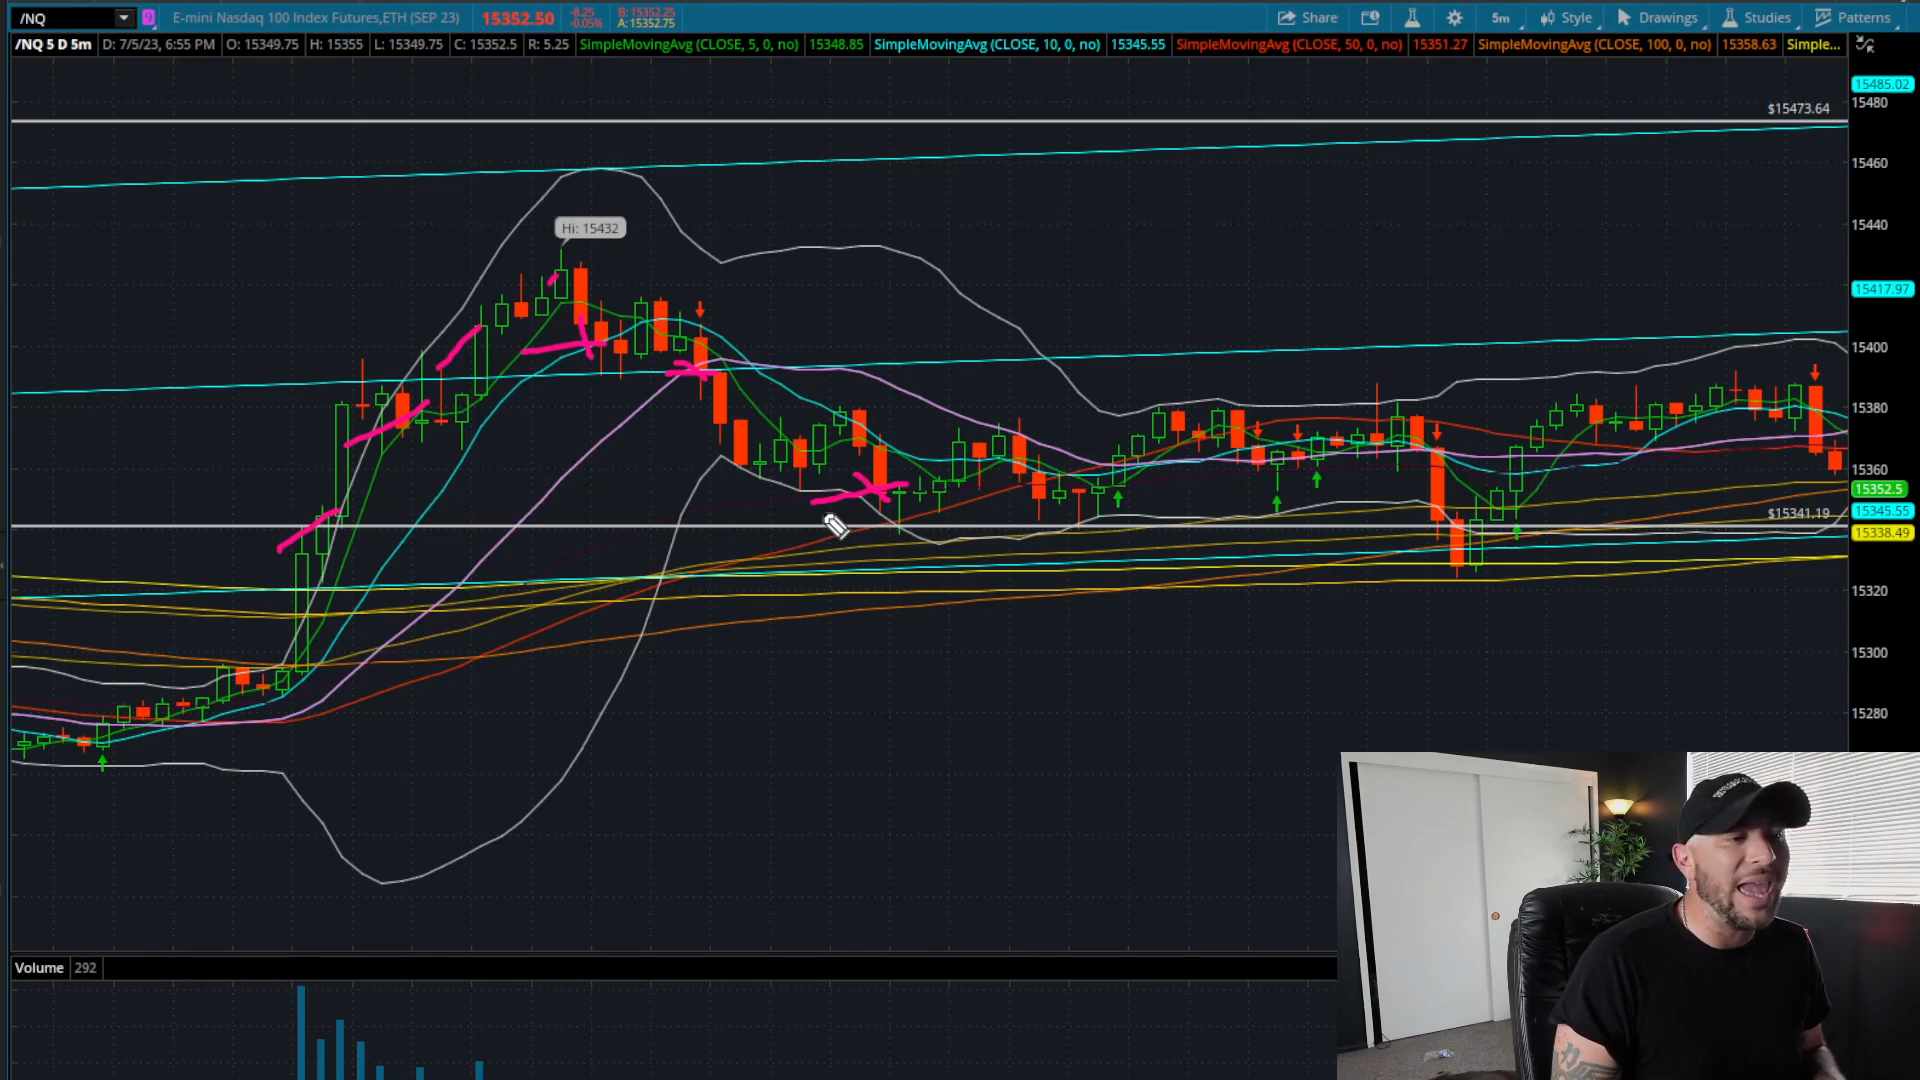 /NQ
9
E-mini Nasdaq 100 Index Futures,ETH (SEP 23)
15352.50
-8.25
-0.05%
B: 15352.25
A: 15352.75
Share
5m
Style
Drawings
Studies
Patterns
/NQ 5 D 5m
D: 7/5/23, 6:55 PM
O: 15349.75
H: 15355
L: 15349.75
C: 15352.5
R: 5.25
SimpleMovingAvg (CLOSE, 5, 0, no)
15348.85
SimpleMovingAvg (CLOSE, 10, 0, no)
15345.55
SimpleMovingAvg (CLOSE, 50, 0, no)
15351.27
SimpleMovingAvg (CLOSE, 100, 0, no)
15358.63
Simple...
15485.02
15480
$15473.64
15460
15440
Hi: 15432
15417.97
15400
15380
15360
15352.5
15345.55
$15341.19
15338.49
15320
15300
15280
Volume
292